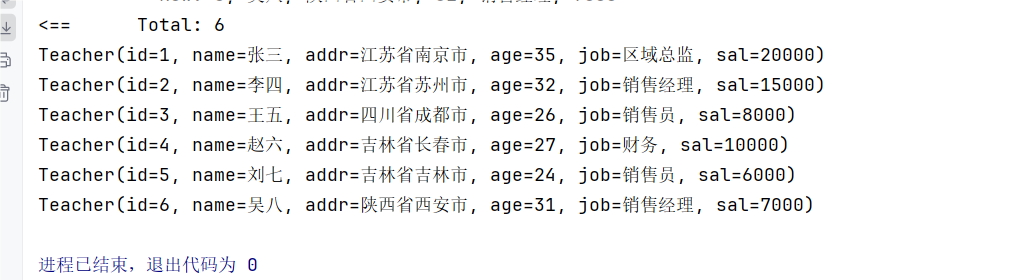 <==      Total: 6
Teacher(id=1, name=张三, addr=江苏省南京市, age=35, job=区域总监, sal=20000)
Teacher(id=2, name=李四, addr=江苏省苏州市, age=32, job=销售经理, sal=15000)
Teacher(id=3, name=王五, addr=四川省成都市, age=26, job=销售员, sal=8000)
Teacher(id=4, name=赵六, addr=吉林省长春市, age=27, job=财务, sal=10000)
Teacher(id=5, name=刘七, addr=吉林省吉林市, age=24, job=销售员, sal=6000)
Teacher(id=6, name=吴八, addr=陕西省西安市, age=31, job=销售经理, sal=7000)
进程已结束，退出代码为 0